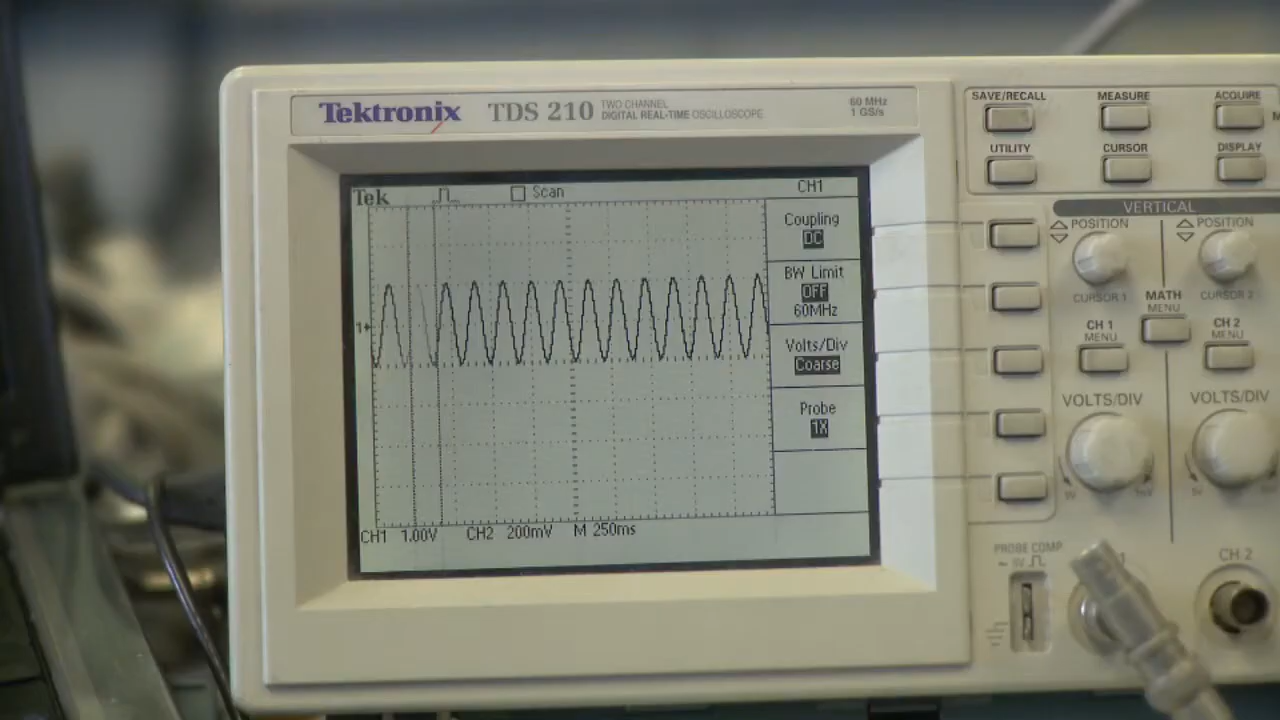 Tektronix TDS 210 TWO CHANNEL
DIGITAL REAL-TIME OSCILLOSCOPE
60 MHz
1 GS/s
Tek Scan CH1
Coupling
DC
BW Limit
OFF
60MHz
Volts/Div
Coarse
Probe
1X
1
CH1 1.00V CH2 200mV M 250ms
SAVE/RECALL MEASURE ACQUIRE
UTILITY CURSOR DISPLAY
VERTICAL
POSITION POSITION
CURSOR 1 CURSOR 2
MATH
MENU
CH 1
MENU
CH 2
MENU
VOLTS/DIV VOLTS/DIV
5V
PROBE COMP
~ 5V
1
CH 2